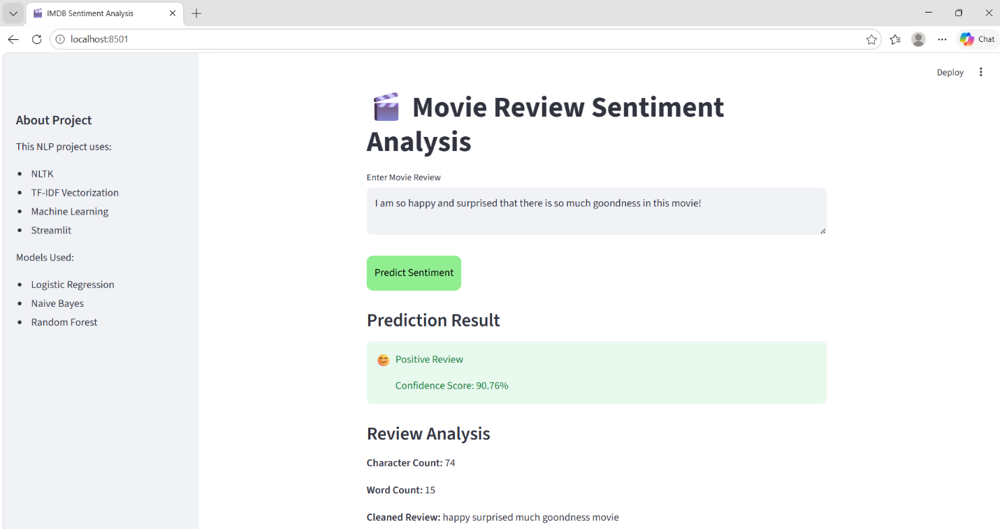 IMDB Sentiment Analysis
localhost:8501
Chat
Deploy
About Project
This NLP project uses:
NLTK
TF-IDF Vectorization
Machine Learning
Streamlit
Models Used:
Logistic Regression
Naive Bayes
Random Forest
Movie Review Sentiment
Analysis
Enter Movie Review
I am so happy and surprised that there is so much goondness in this movie!
Predict Sentiment
Prediction Result
Positive Review
Confidence Score: 90.76%
Review Analysis
Character Count: 74
Word Count: 15
Cleaned Review: happy surprised much goondness movie